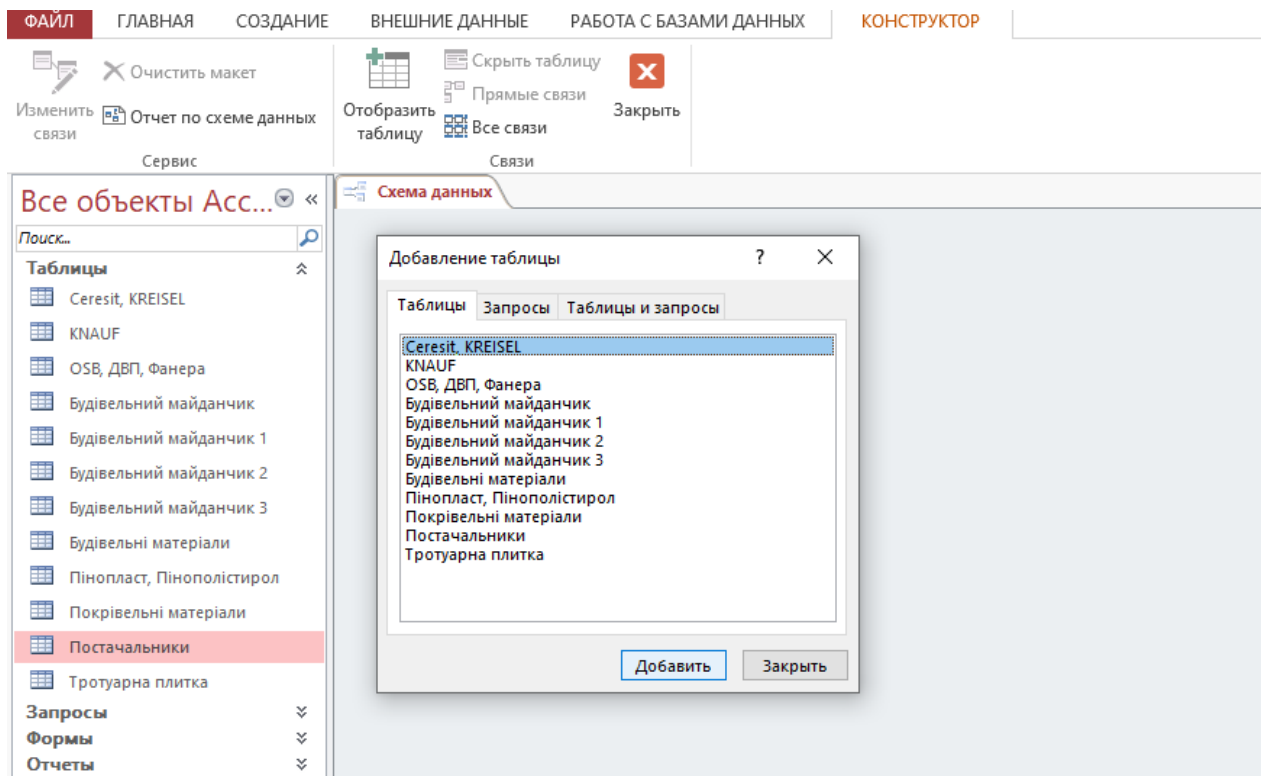 ФАЙЛ ГЛАВНАЯ СОЗДАНИЕ ВНЕШНИЕ ДАННЫЕ РАБОТА С БАЗАМИ ДАННЫХ КОНСТРУКТОР
Изменить связи
Очистить макет
Отчет по схеме данных
Сервис
Отобразить таблицу
Скрыть таблицу
Прямые связи
Все связи
Закрыть
Связи
Все объекты Acc...
Поиск...
Таблицы
Ceresit, KREISEL
KNAUF
OSB, ДВП, Фанера
Будівельний майданчик
Будівельний майданчик 1
Будівельний майданчик 2
Будівельний майданчик 3
Будівельні матеріали
Пінопласт, Пінополістирол
Покрівельні матеріали
Постачальники
Тротуарна плитка
Запросы
Формы
Отчеты
Схема данных
Добавление таблицы ?
Таблицы Запросы Таблицы и запросы
Ceresit, KREISEL
KNAUF
OSB, ДВП, Фанера
Будівельний майданчик
Будівельний майданчик 1
Будівельний майданчик 2
Будівельний майданчик 3
Будівельні матеріали
Пінопласт, Пінополістирол
Покрівельні матеріали
Постачальники
Тротуарна плитка
Добавить Закрыть